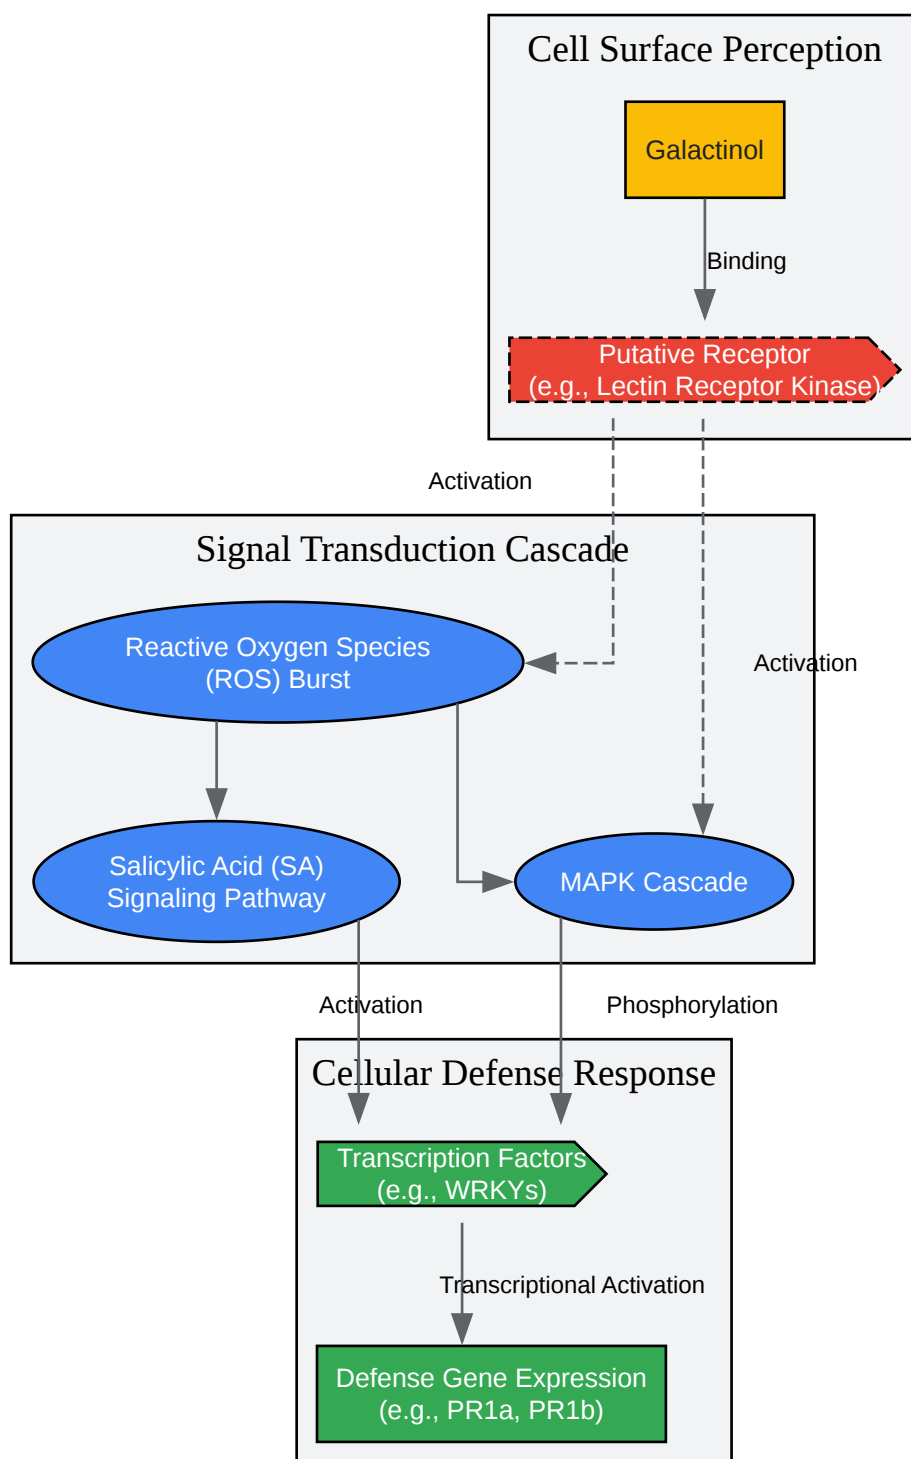 Cell Surface Perception
Galactinol
Binding
Putative Receptor
(e.g., Lectin Receptor Kinase)
Activation
Signal Transduction Cascade
Reactive Oxygen Species
(ROS) Burst
Activation
Salicylic Acid (SA)
Signaling Pathway
MAPK Cascade
Activation
Phosphorylation
Cellular Defense Response
Transcription Factors
(e.g., WRKYs)
Transcriptional Activation
Defense Gene Expression
(e.g., PR1a, PR1b)